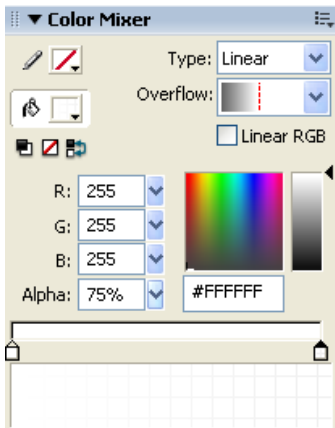 Color Mixer
Type: Linear
Overflow:
Linear RGB
R: 255
G: 255
B: 255
Alpha: 75% #FFFFFF